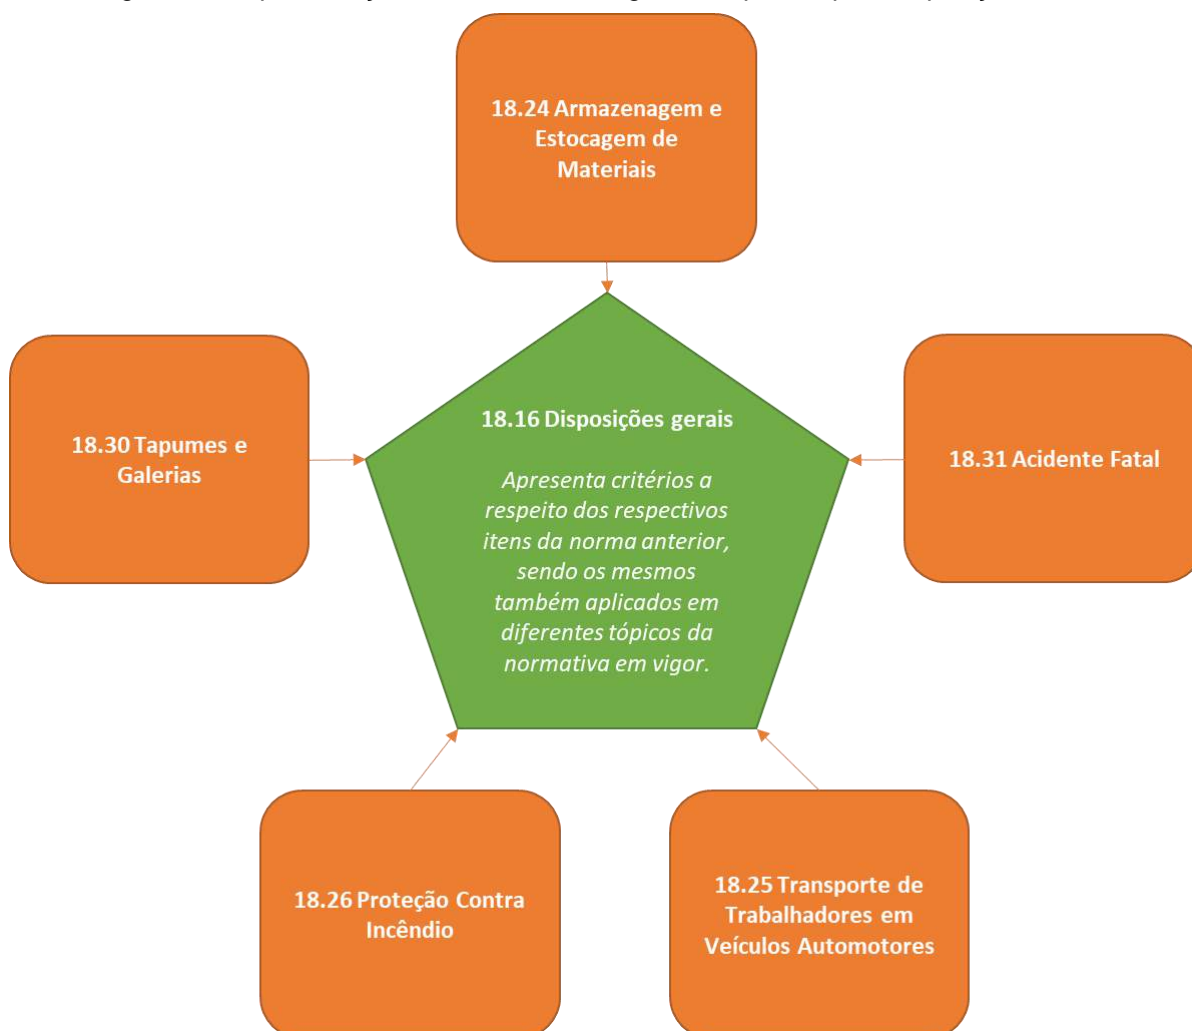 18.24 Armazenagem e
Estocagem de
Materiais
18.30 Tapumes e
Galerias
18.16 Disposições gerais
Apresenta critérios a
respeito dos respectivos
itens da norma anterior,
sendo os mesmos
também aplicados em
diferentes tópicos da
normativa em vigor.
18.31 Acidente Fatal
18.26 Proteção Contra
Incêndio
18.25 Transporte de
Trabalhadores em
Veículos Automotores